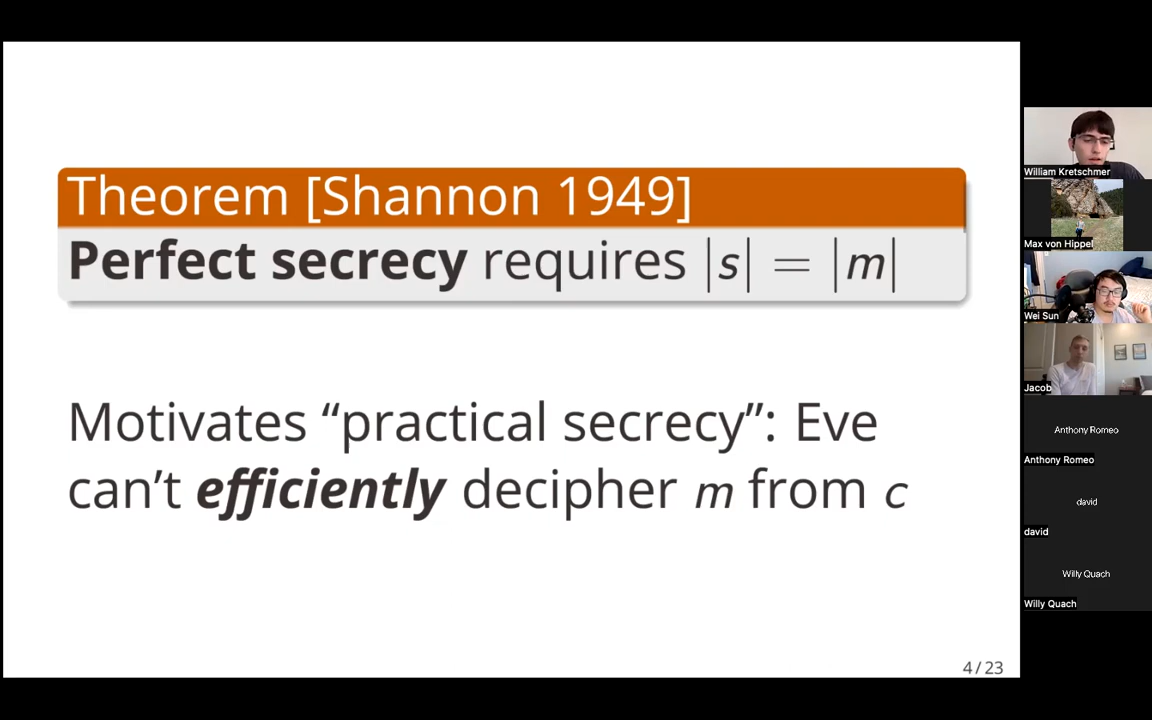 Theorem [Shannon 1949]
Perfect secrecy requires |s| = |m|
Motivates “practical secrecy”: Eve
can’t efficiently decipher m from c
4 / 23
William Kretschmer
Max von Hippel
Wei Sun
Jacob
Anthony Romeo
Anthony Romeo
david
david
Willy Quach
Willy Quach